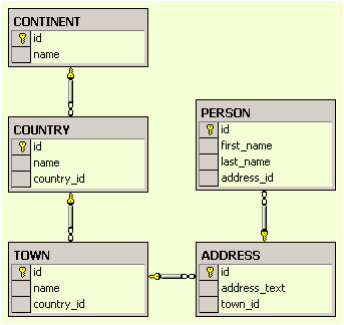 CONTINENT
id
name
COUNTRY
id
name
country_id
PERSON
id
first_name
last_name
address_id
TOWN
id
name
country_id
ADDRESS
id
address_text
town_id